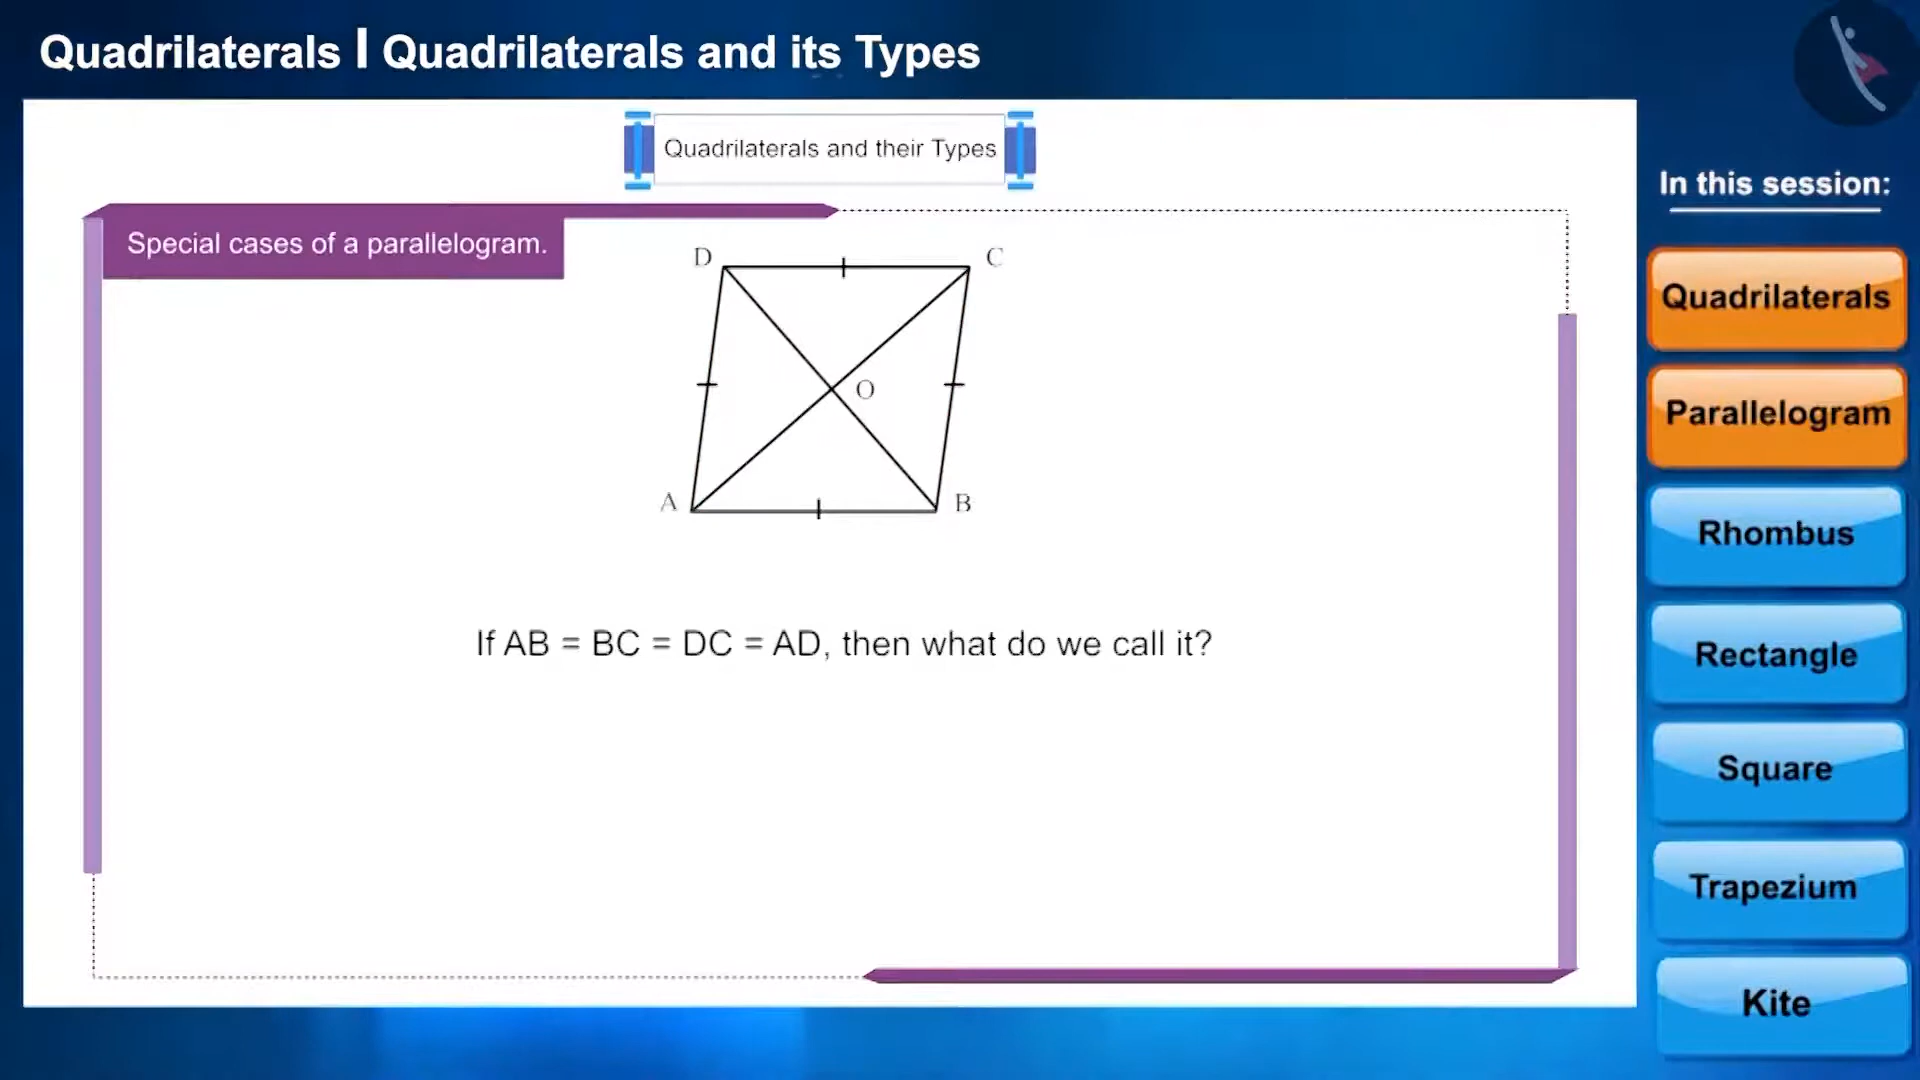 Quadrilaterals | Quadrilaterals and its Types
Quadrilaterals and their Types
In this session:
Special cases of a parallelogram.
D
C
O
A
B
If AB = BC = DC = AD, then what do we call it?
Quadrilaterals
Parallelogram
Rhombus
Rectangle
Square
Trapezium
Kite